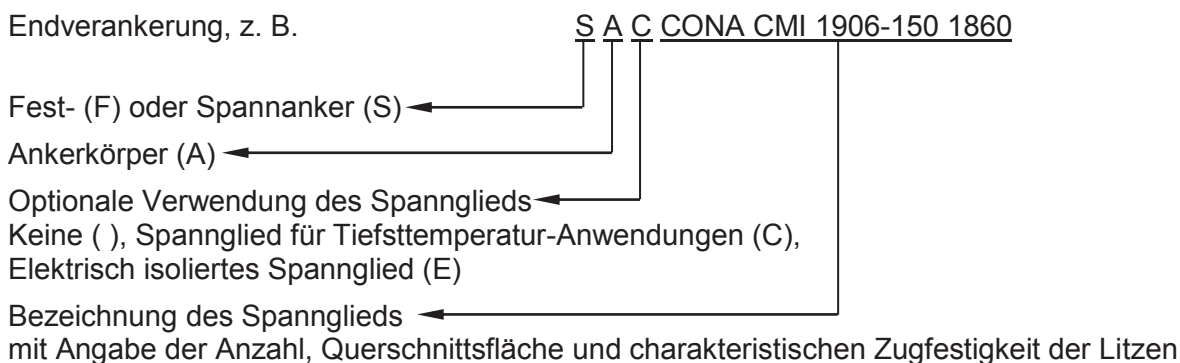 Endverankerung, z. B. S A C CONA CMI 1906-150 1860
Fest- (F) oder Spannanker (S)
Ankerkörper (A)
Optionale Verwendung des Spannglieds
Keine ( ), Spannglied für Tiefsttemperatur-Anwendungen (C),
Elektrisch isoliertes Spannglied (E)
Bezeichnung des Spannglieds
mit Angabe der Anzahl, Querschnittsfläche und charakteristischen Zugfestigkeit der Litzen